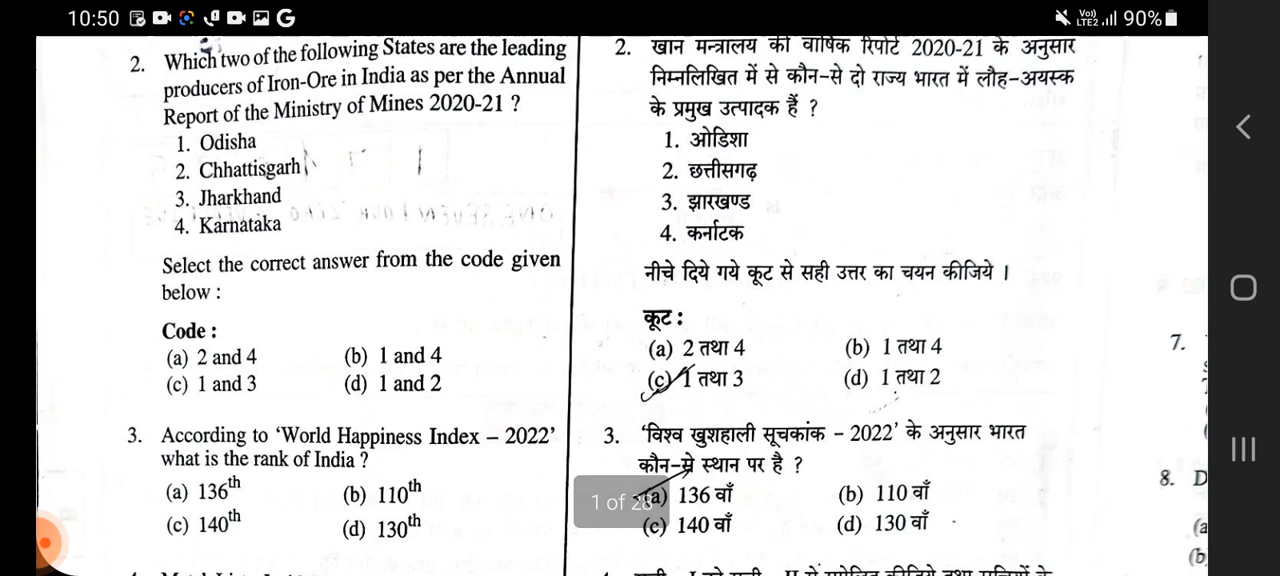 10:50
Vo))
LTE2
90%
2. Which two of the following States are the leading
producers of Iron-Ore in India as per the Annual
Report of the Ministry of Mines 2020-21 ?
1. Odisha
2. Chhattisgarh
3. Jharkhand
4. Karnataka
Select the correct answer from the code given
below :
Code :
(a) 2 and 4 (b) 1 and 4
(c) 1 and 3 (d) 1 and 2
3. According to ‘World Happiness Index – 2022’
what is the rank of India ?
(a) 136th (b) 110th
(c) 140th (d) 130th
2. खान मन्त्रालय की वार्षिक रिपोर्ट 2020-21 के अनुसार
निम्नलिखित में से कौन-से दो राज्य भारत में लौह-अयस्क
के प्रमुख उत्पादक हैं ?
1. ओडिशा
2. छत्तीसगढ़
3. झारखण्ड
4. कर्नाटक
नीचे दिये गये कूट से सही उत्तर का चयन कीजिये ।
कूट :
(a) 2 तथा 4 (b) 1 तथा 4
(c) 1 तथा 3 (d) 1 तथा 2
3. ‘विश्व खुशहाली सूचकांक – 2022’ के अनुसार भारत
कौन-से स्थान पर है ?
(a) 136 वाँ (b) 110 वाँ
(c) 140 वाँ (d) 130 वाँ
1 of 28
7.
8. D
(a
(b